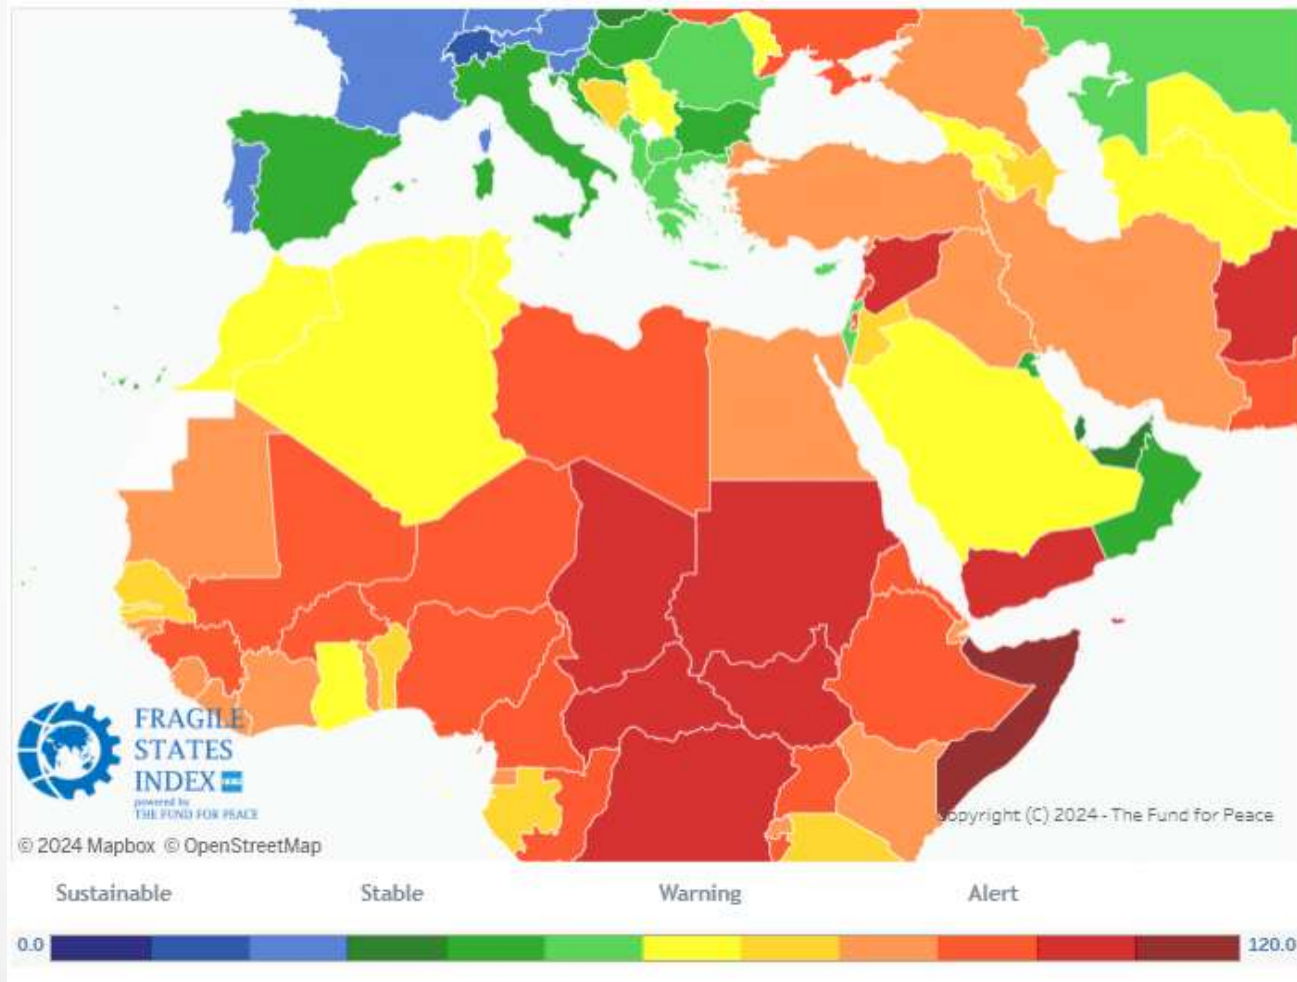 FRAGILE
STATES
INDEX
powered by
THE FUND FOR PEACE
Copyright (C) 2024 - The Fund for Peace
© 2024 Mapbox © OpenStreetMap
Sustainable Stable Warning Alert
0.0 120.0